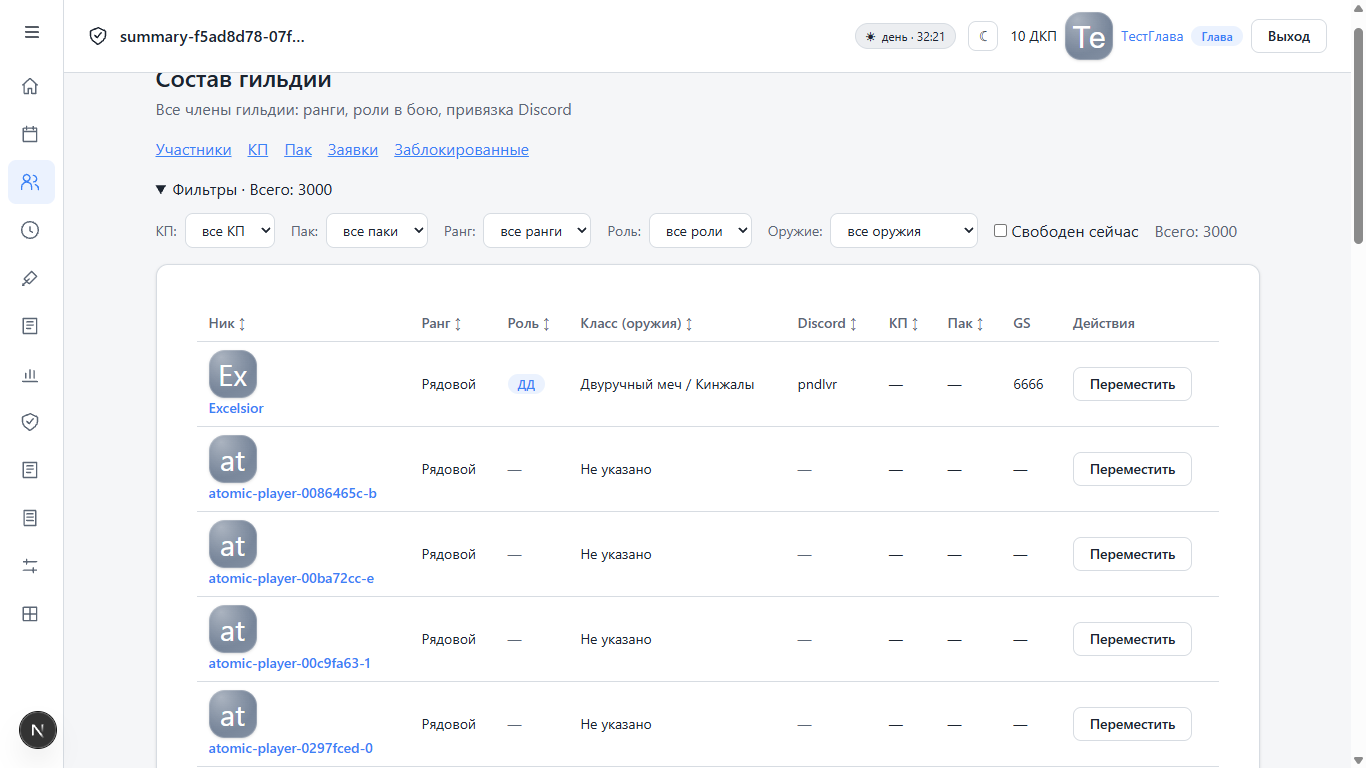 summary-f5ad8d78-07f...
день · 32:21
10 ДКП
Te
ТестГлава
Глава
Выход
Состав гильдии
Все члены гильдии: ранги, роли в бою, привязка Discord
Участники КП Пак Заявки Заблокированные
▼ Фильтры · Всего: 3000
КП: все КП Пак: все паки Ранг: все ранги Роль: все роли Оружие: все оружия Свободен сейчас Всего: 3000
Ник ↕ Ранг ↕ Роль ↕ Класс (оружия) ↕ Discord ↕ КП ↕ Пак ↕ GS Действия
Ex
Excelsior
Рядовой ДД Двуручный меч / Кинжалы pndlvr — — 6666 Переместить
at
atomic-player-0086465c-b
Рядовой — Не указано — — — — Переместить
at
atomic-player-00ba72cc-e
Рядовой — Не указано — — — — Переместить
at
atomic-player-00c9fa63-1
Рядовой — Не указано — — — — Переместить
at
atomic-player-0297fced-0
Рядовой — Не указано — — — — Переместить
N